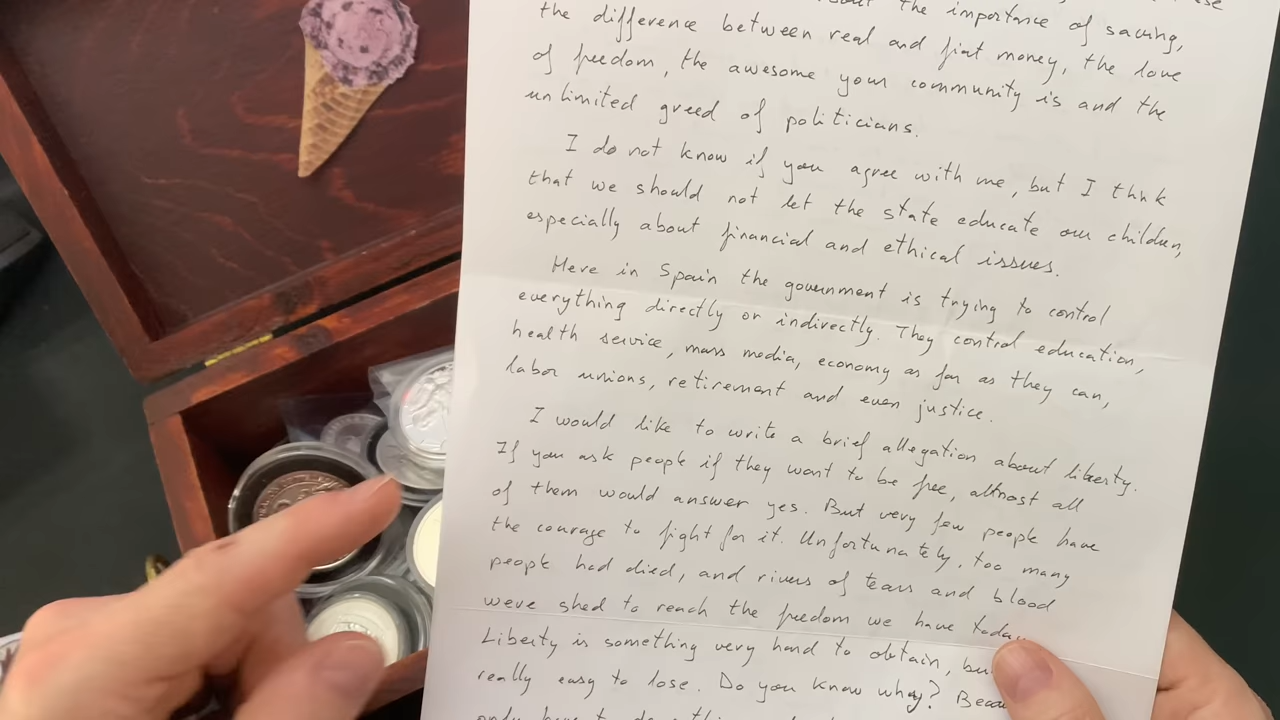 the importance of saving,
the difference between real and fiat money, the love
of freedom, the awesome your community is and the
unlimited greed of politicians.
I do not know if you agree with me, but I think
that we should not let the state educate our children,
especially about financial and ethical issues.
Here in Spain the government is trying to control
everything directly or indirectly. They control education,
health service, mass media, economy as far as they can,
labor unions, retirement and even justice.
I would like to write a brief allegation about liberty.
If you ask people if they want to be free, almost all
of them would answer yes. But very few people have
the courage to fight for it. Unfortunately, too many
people had died, and rivers of tears and blood
were shed to reach the freedom we have today
Liberty is something very hard to obtain, but
really easy to lose. Do you know why? Beca